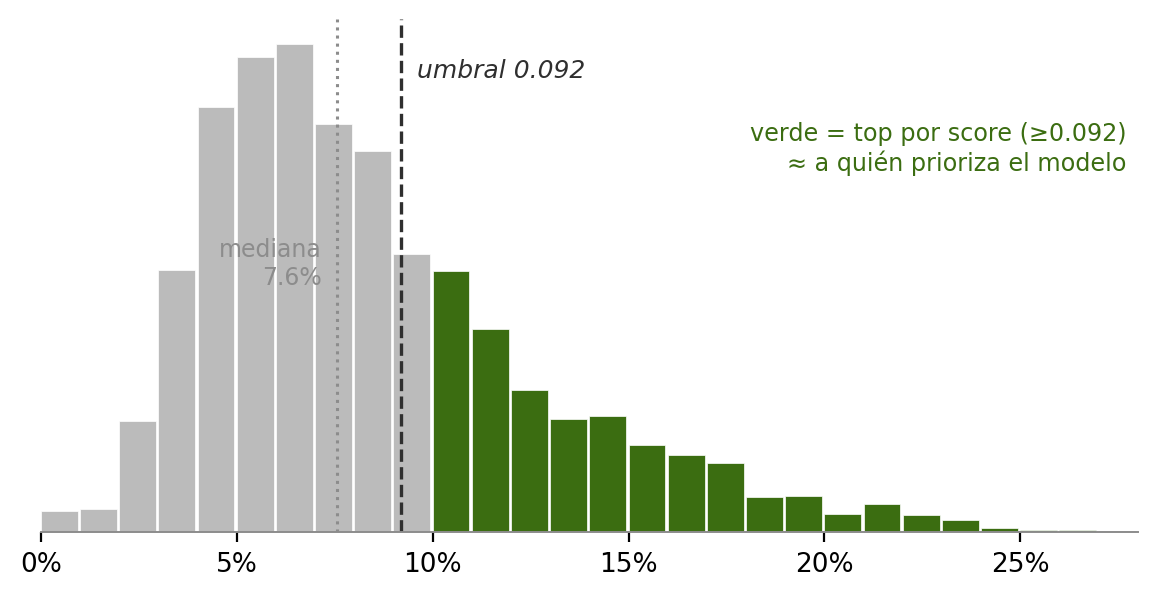 umbral 0.092
verde = top por score (≥0.092)
≈ a quién prioriza el modelo
mediana
7.6%
0%
5%
10%
15%
20%
25%